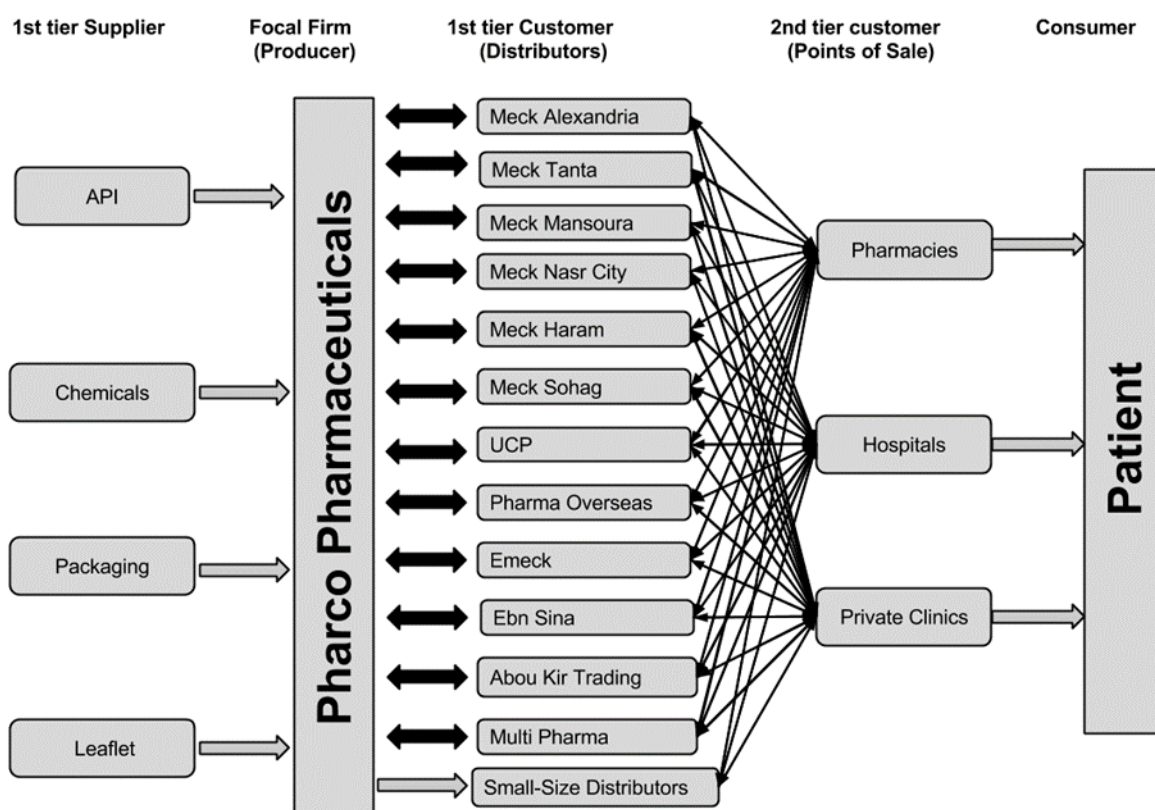 1st tier Supplier
Focal Firm
(Producer)
1st tier Customer
(Distributors)
2nd tier customer
(Points of Sale)
Consumer
API
Chemicals
Packaging
Leaflet
Pharco Pharmaceuticals
Meck Alexandria
Meck Tanta
Meck Mansoura
Meck Nasr City
Meck Haram
Meck Sohag
UCP
Pharma Overseas
Emeck
Ebn Sina
Abou Kir Trading
Multi Pharma
Small-Size Distributors
Pharmacies
Hospitals
Private Clinics
Patient